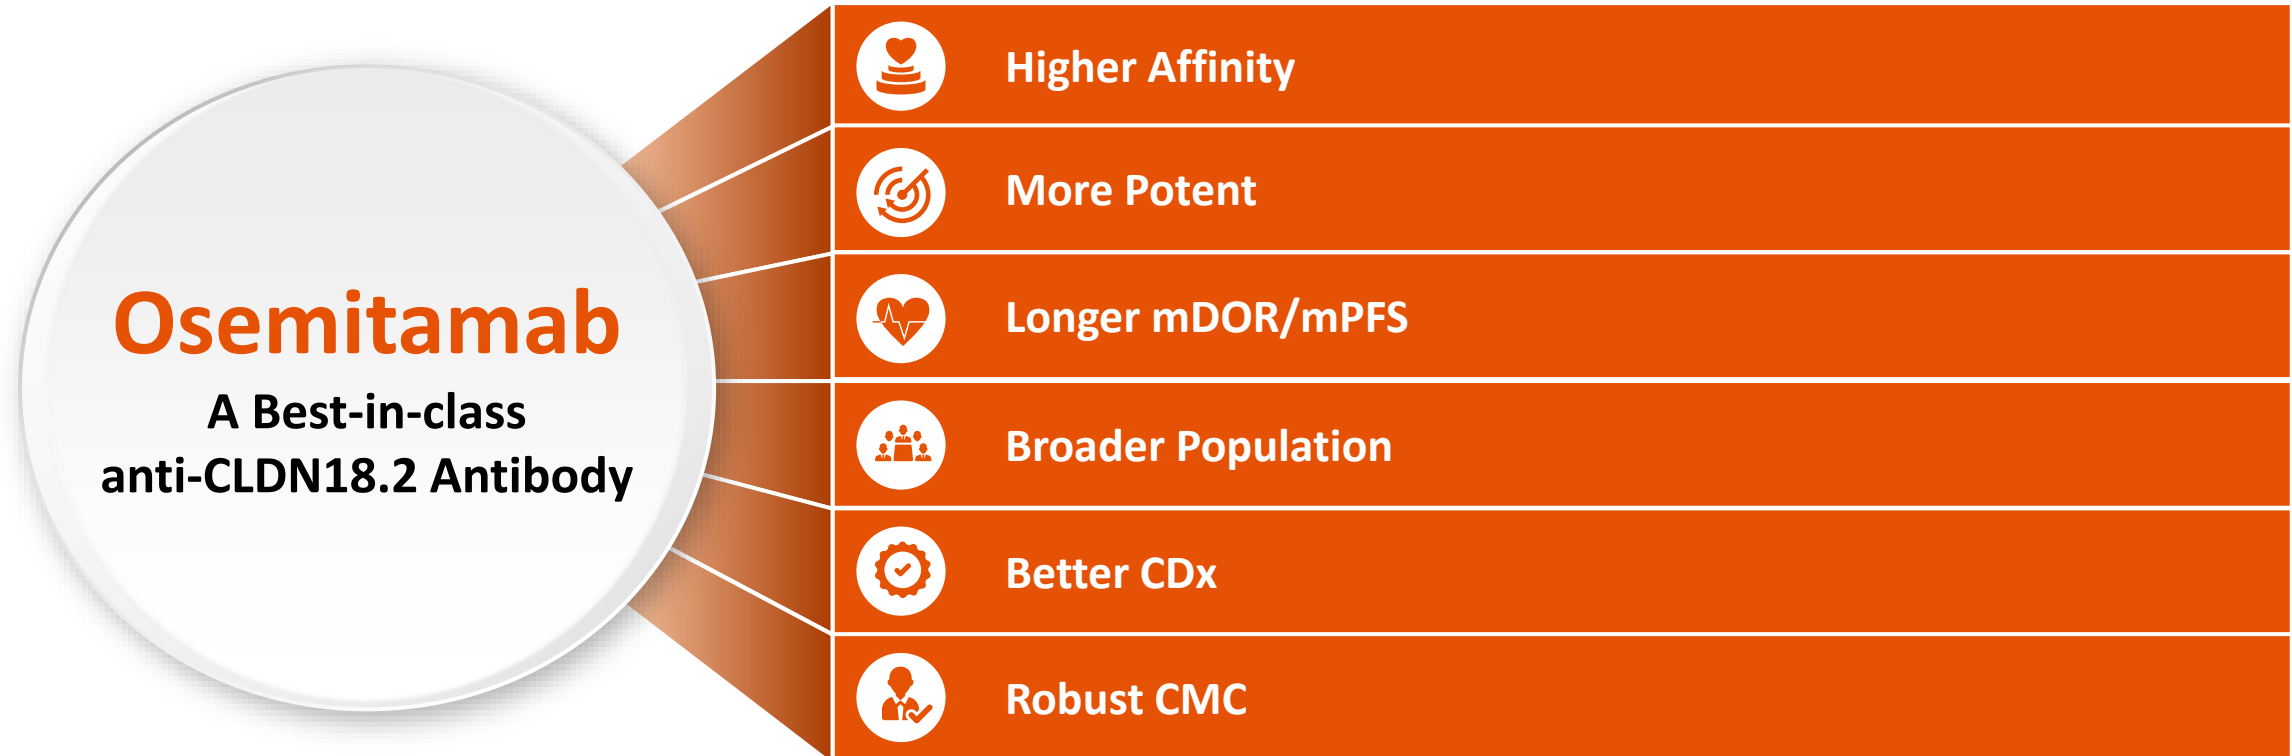 Osemitamab
A Best-in-class
anti-CLDN18.2 Antibody
Higher Affinity
More Potent
Longer mDOR/mPFS
Broader Population
Better CDx
Robust CMC